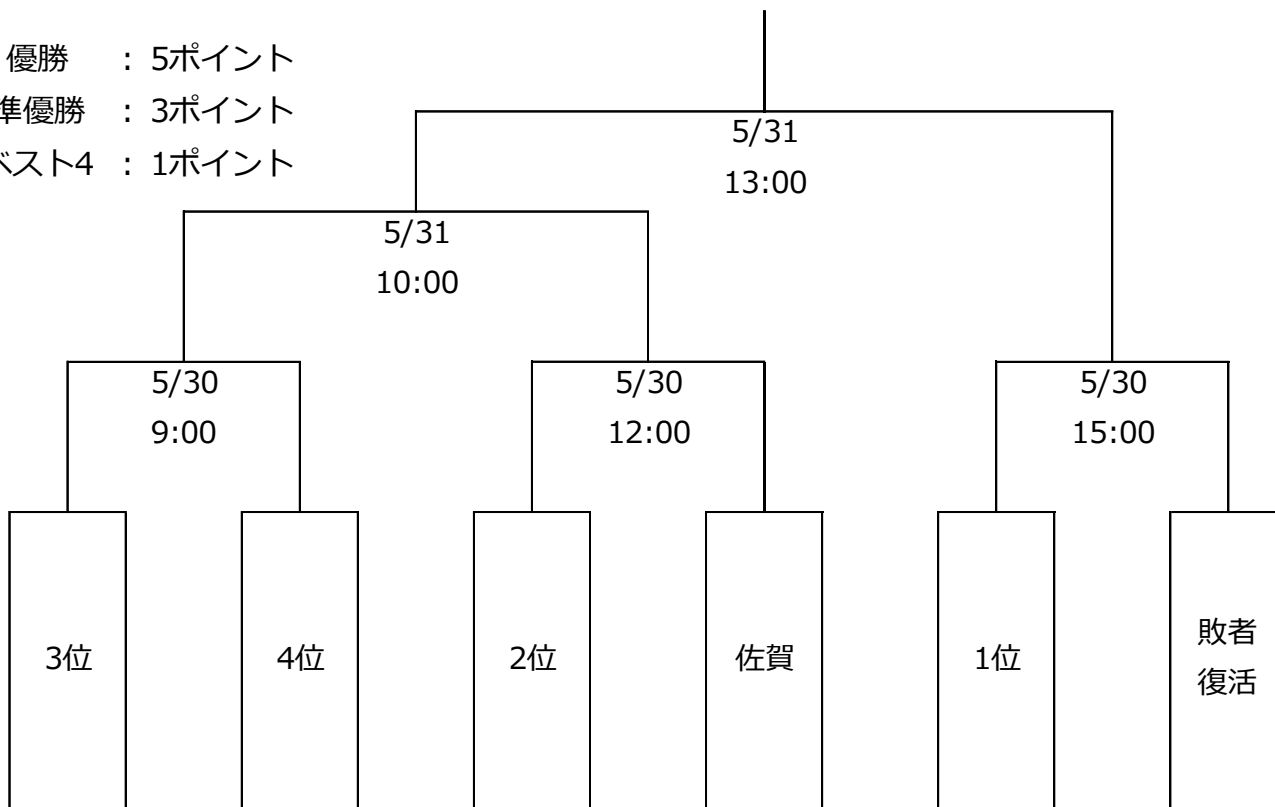 優勝 : 5ポイント
準優勝 : 3ポイント
ベスト4 : 1ポイント
5/31
13:00
5/31
10:00
5/30
9:00
5/30
12:00
5/30
15:00
3位
4位
2位
佐賀
1位
敗者
復活